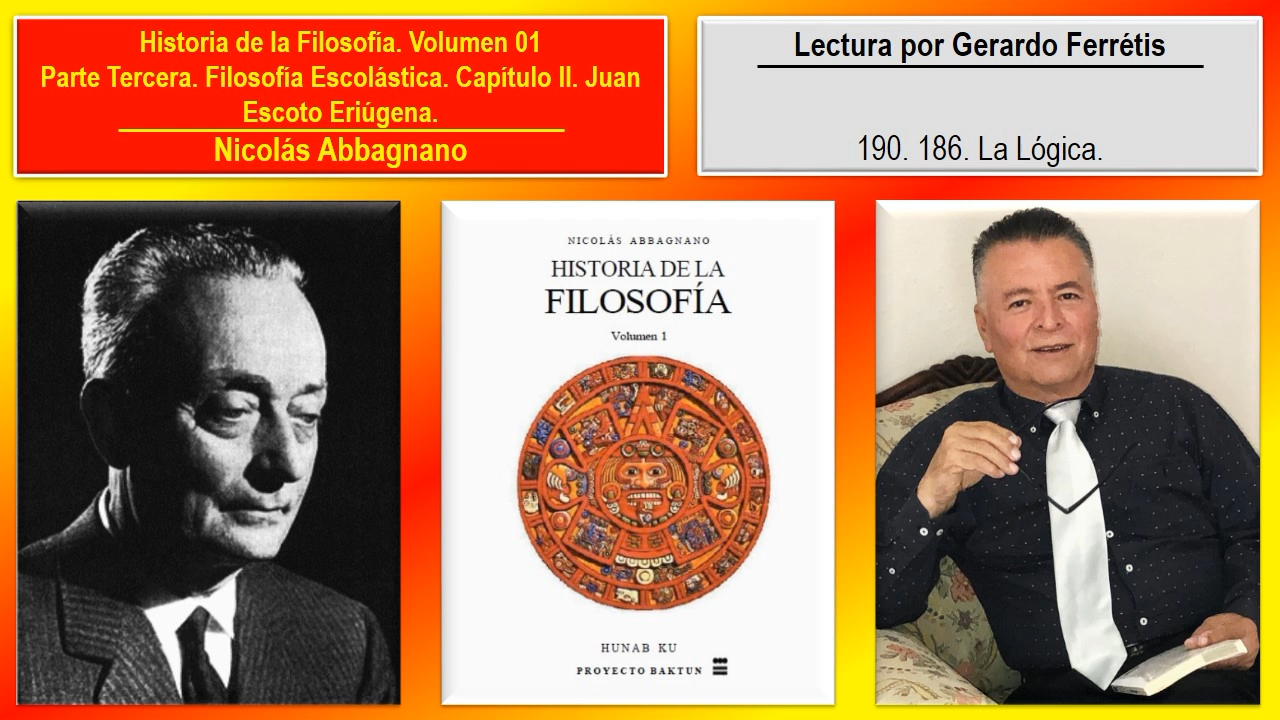 Historia de la Filosofía. Volumen 01
Parte Tercera. Filosofía Escolástica. Capítulo II. Juan
Escoto Eriúgena.
Nicolás Abbagnano
Lectura por Gerardo Ferrétis
190. 186. La Lógica.
NICOLÁS ABBAGNANO
HISTORIA DE LA
FILOSOFÍA
Volumen 1
HUNAB KU
PROYECTO BAKTUN